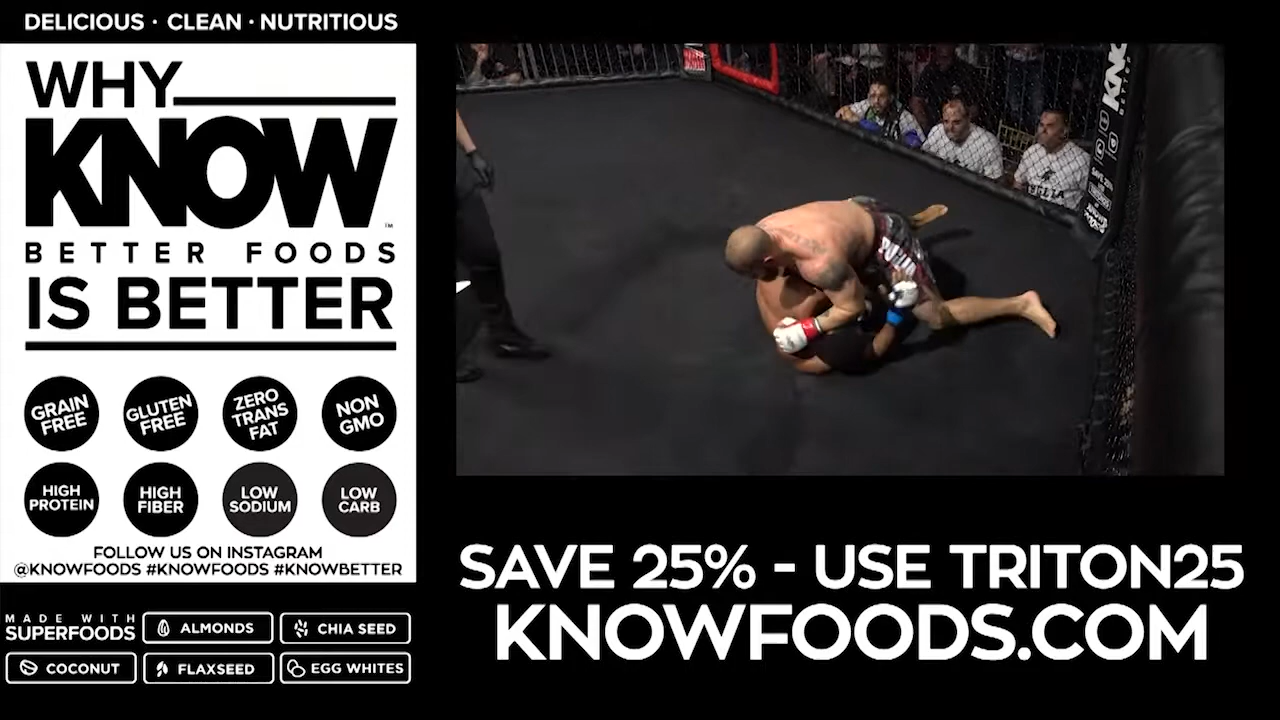 DELICIOUS · CLEAN · NUTRITIOUS
WHY
KNOW™
BETTER FOODS
IS BETTER
GRAIN FREE
GLUTEN FREE
ZERO TRANS FAT
NON GMO
HIGH PROTEIN
HIGH FIBER
LOW SODIUM
LOW CARB
FOLLOW US ON INSTAGRAM
@KNOWFOODS #KNOWFOODS #KNOWBETTER
MADE WITH
SUPERFOODS
ALMONDS
CHIA SEED
COCONUT
FLAXSEED
EGG WHITES
SAVE 25% - USE TRITON25
KNOWFOODS.COM